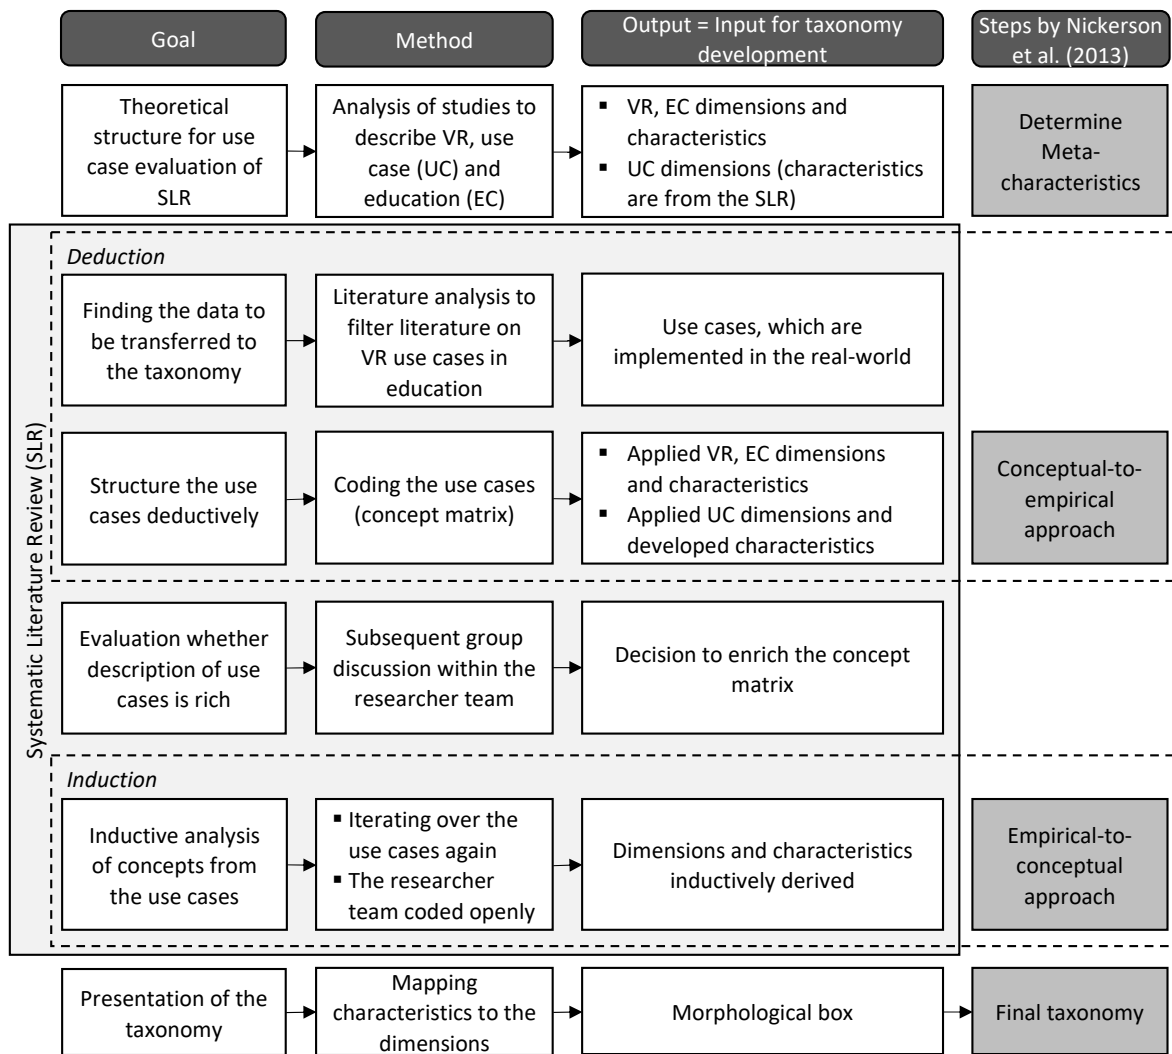 Goal
Method
Output = Input for taxonomy
development
Steps by Nickerson
et al. (2013)
Theoretical
structure for use
case evaluation of
SLR
Analysis of studies to
describe VR, use
case (UC) and
education (EC)
▪ VR, EC dimensions and
characteristics
▪ UC dimensions (characteristics
are from the SLR)
Determine
Meta-
characteristics
Systematic Literature Review (SLR)
Deduction
Finding the data to
be transferred to
the taxonomy
Literature analysis to
filter literature on
VR use cases in
education
Use cases, which are
implemented in the real-world
Structure the use
cases deductively
Coding the use cases
(concept matrix)
▪ Applied VR, EC dimensions
and characteristics
▪ Applied UC dimensions and
developed characteristics
Conceptual-to-
empirical
approach
Evaluation whether
description of use
cases is rich
Subsequent group
discussion within the
researcher team
Decision to enrich the concept
matrix
Induction
Inductive analysis
of concepts from
the use cases
▪ Iterating over the
use cases again
▪ The researcher
team coded openly
Dimensions and characteristics
inductively derived
Empirical-to-
conceptual
approach
Presentation of the
taxonomy
Mapping
characteristics to the
dimensions
Morphological box
Final taxonomy